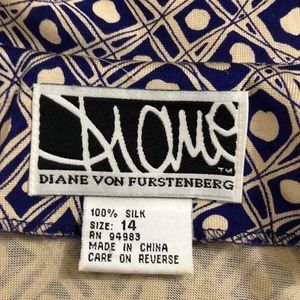 Diane
TM
DIANE VON FURSTENBERG
100% SILK
SIZE: 14
RN 94983
MADE IN CHINA
CARE ON REVERSE